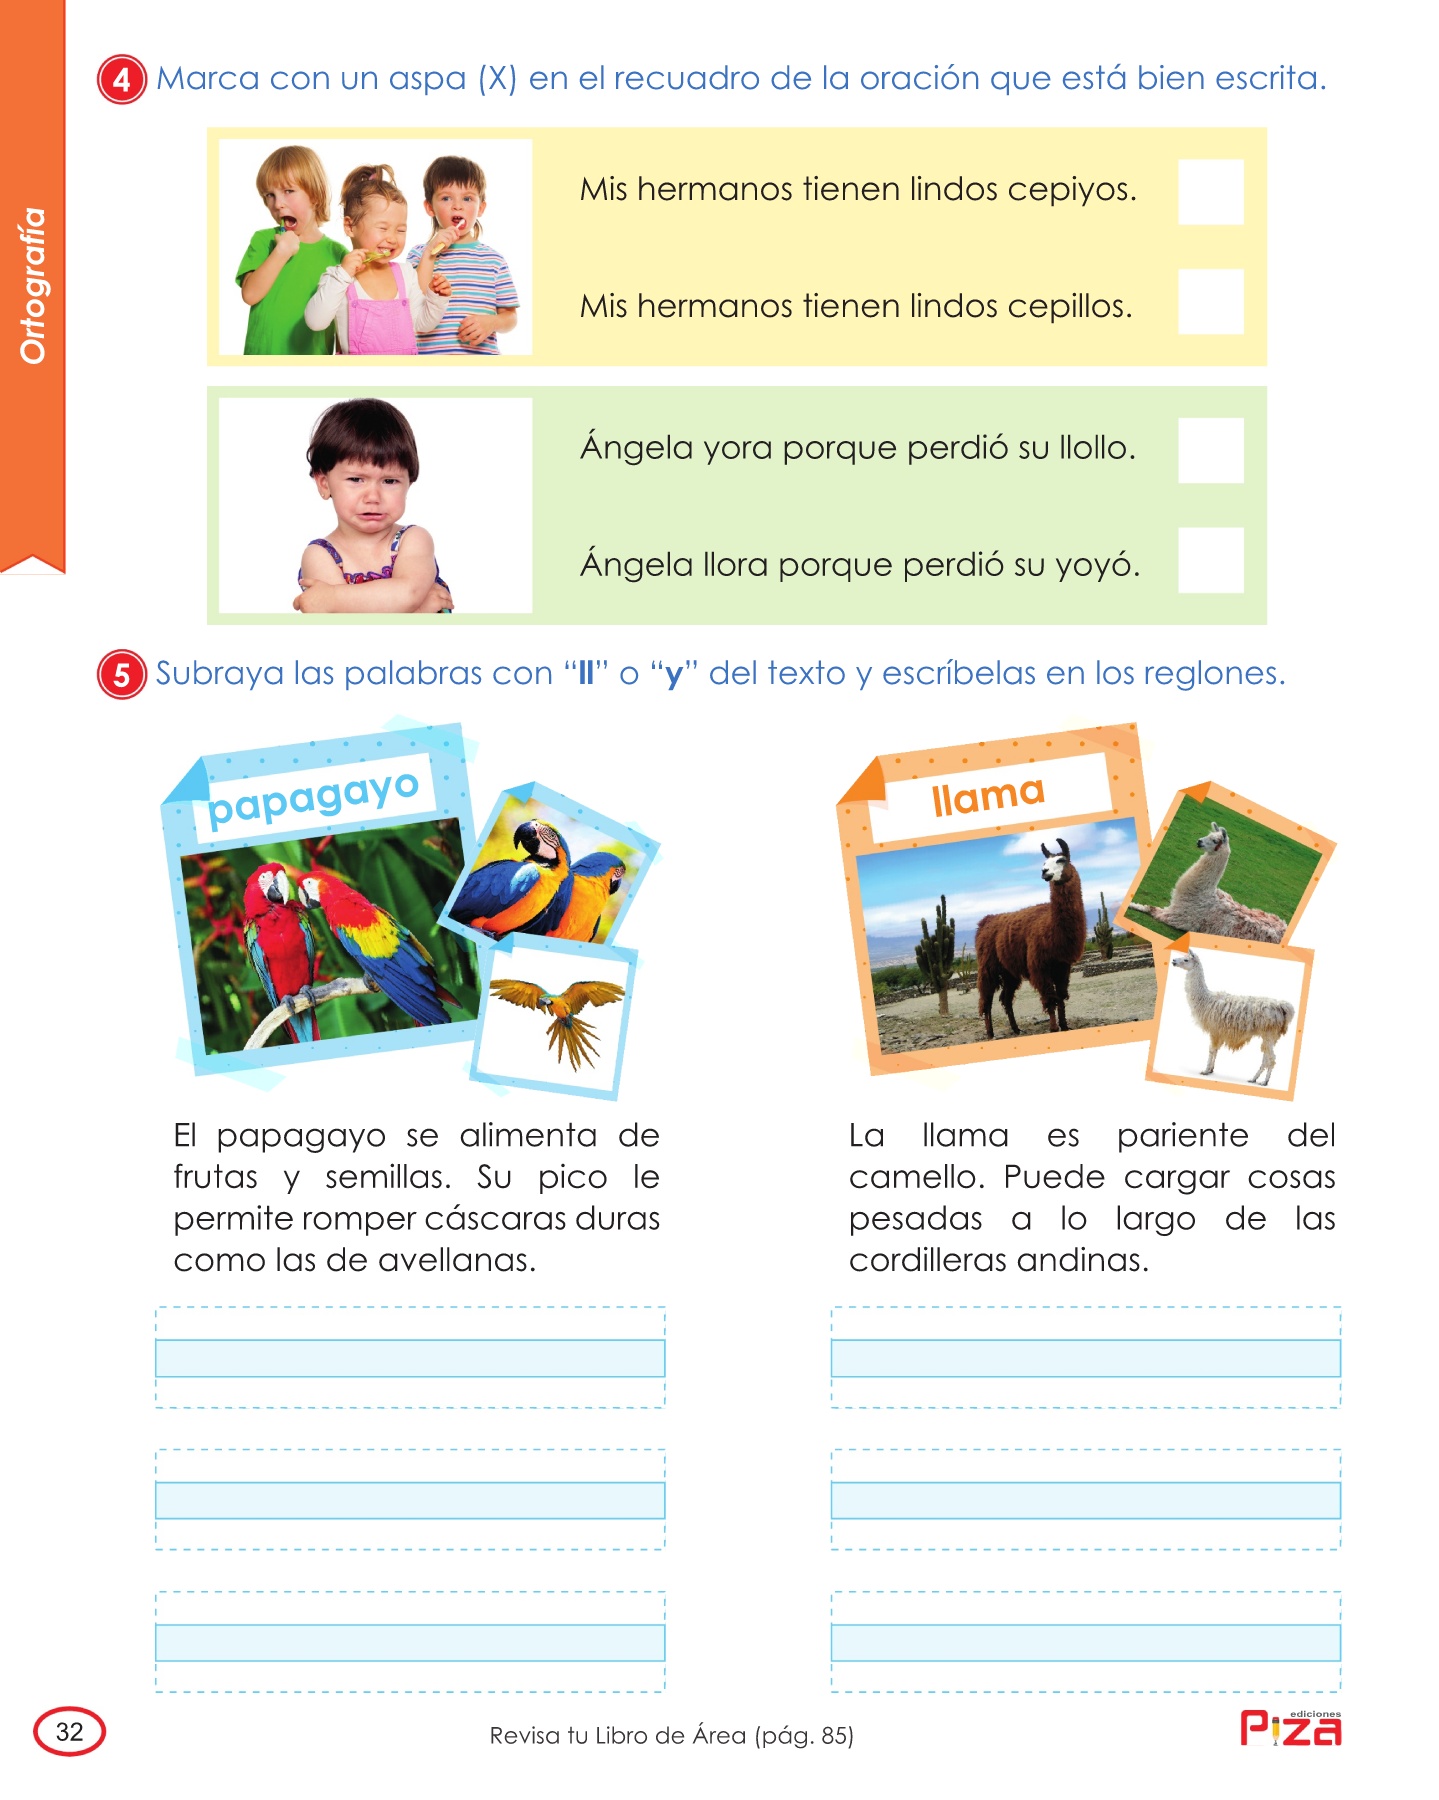 Ortografía
4 Marca con un aspa (X) en el recuadro de la oración que está bien escrita.
Mis hermanos tienen lindos cepiyos.
Mis hermanos tienen lindos cepillos.
Ángela yora porque perdió su llollo.
Ángela llora porque perdió su yoyó.
5 Subraya las palabras con “ll” o “y” del texto y escríbelas en los reglones.
papagayo
El papagayo se alimenta de
frutas y semillas. Su pico le
permite romper cáscaras duras
como las de avellanas.
llama
La llama es pariente del
camello. Puede cargar cosas
pesadas a lo largo de las
cordilleras andinas.
32
Revisa tu Libro de Área (pág. 85)
ediciones
Piza